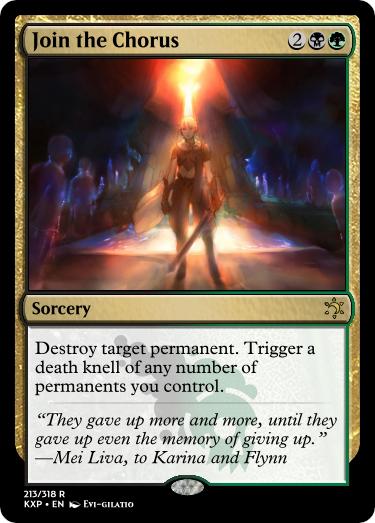 Join the Chorus 2
Sorcery
Destroy target permanent. Trigger a
death knell of any number of
permanents you control.
“They gave up more and more, until they
gave up even the memory of giving up.”
—Mei Liva, to Karina and Flynn
213/318 R
KXP • EN Evi-gilatio